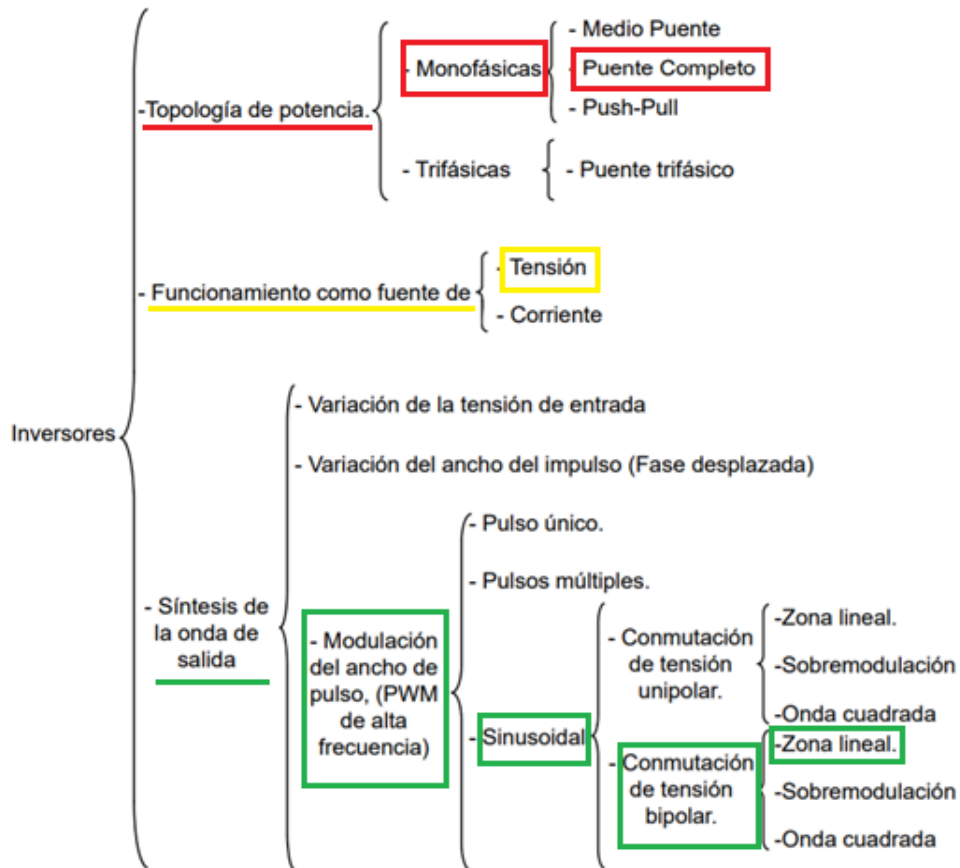 Inversores
-Topología de potencia.
- Monofásicas
- Medio Puente
- Puente Completo
- Push-Pull
- Trifásicas
- Puente trifásico
- Funcionamiento como fuente de
- Tensión
- Corriente
- Síntesis de
la onda de
salida
- Variación de la tensión de entrada
- Variación del ancho del impulso (Fase desplazada)
- Modulación
del ancho de
pulso, (PWM
de alta
frecuencia)
- Pulso único.
- Pulsos múltiples.
- Sinusoidal
- Conmutación
de tensión
unipolar.
-Zona lineal.
-Sobremodulación
-Onda cuadrada
- Conmutación
de tensión
bipolar.
-Zona lineal.
-Sobremodulación
-Onda cuadrada